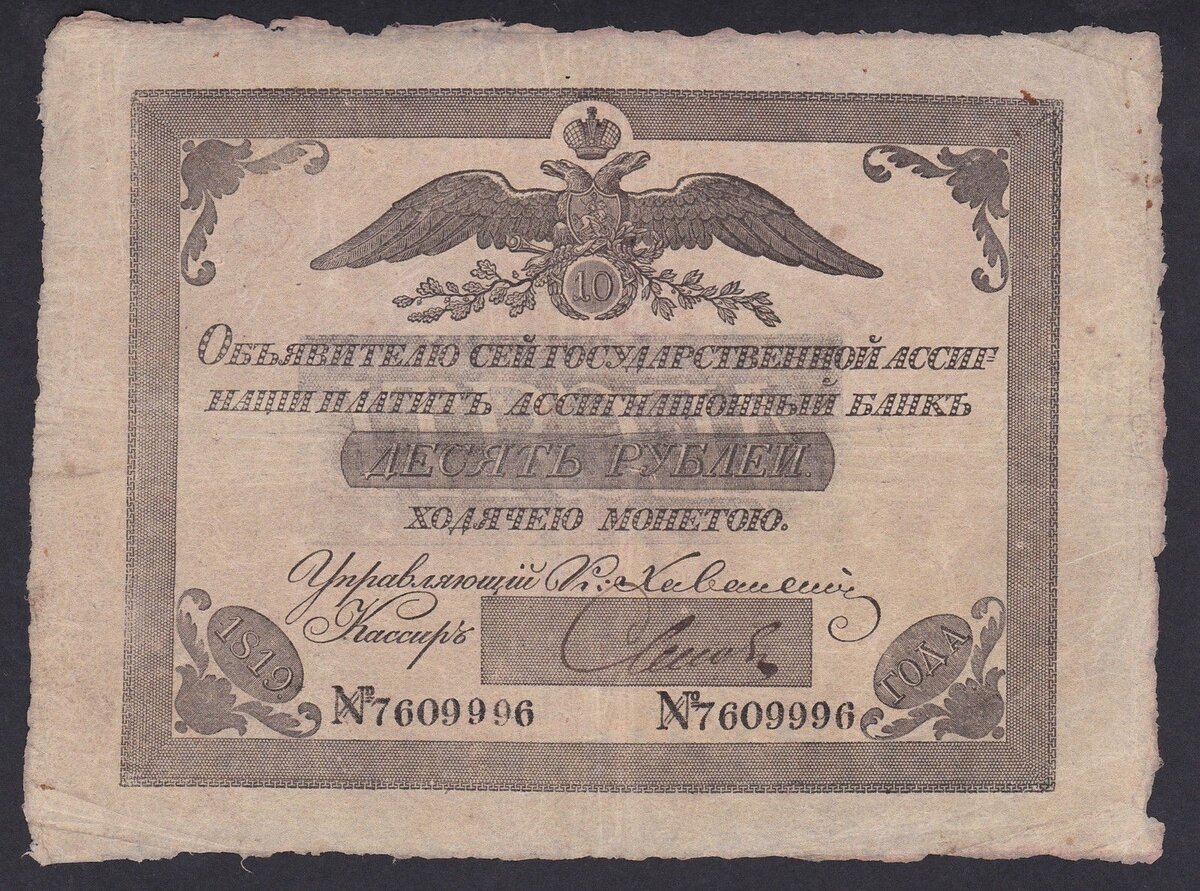 10
Объявителю сей государственной ассиг-
нации платитъ ассигнационный банкъ
ДЕСЯТЬ РУБЛЕЙ.
ходячею монетою.
Управляющій
Кассиръ
1819. ГОДА
№7609996 №7609996